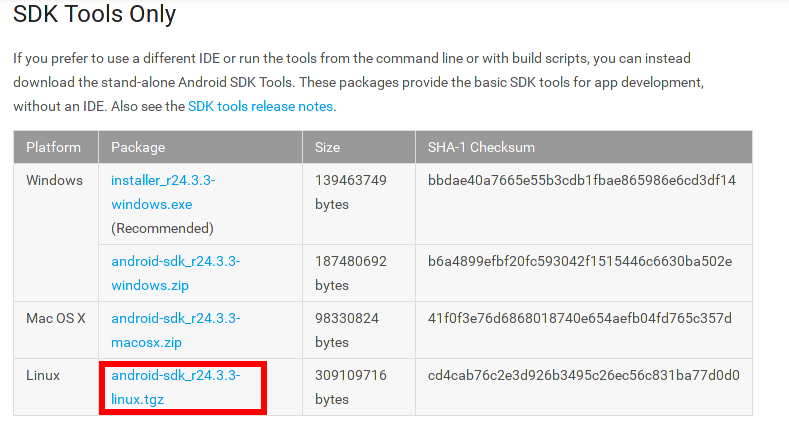 SDK Tools Only
If you prefer to use a different IDE or run the tools from the command line or with build scripts, you can instead
download the stand-alone Android SDK Tools. These packages provide the basic SDK tools for app development,
without an IDE. Also see the SDK tools release notes.
Platform Package Size SHA-1 Checksum
Windows installer_r24.3.3- 139463749 bbdae40a7665e55b3cdb1fbae865986e6cd3df14
windows.exe bytes
(Recommended)
android-sdk_r24.3.3- 187480692 b6a4899efbf20fc593042f1515446c6630ba502e
windows.zip bytes
Mac OS X android-sdk_r24.3.3- 98330824 41f0f3e76d6868018740e654aefb04fd765c357d
macosx.zip bytes
Linux android-sdk_r24.3.3- 309109716 cd4cab76c2e3d926b3495c26ec56c831ba77d0d0
linux.tgz bytes